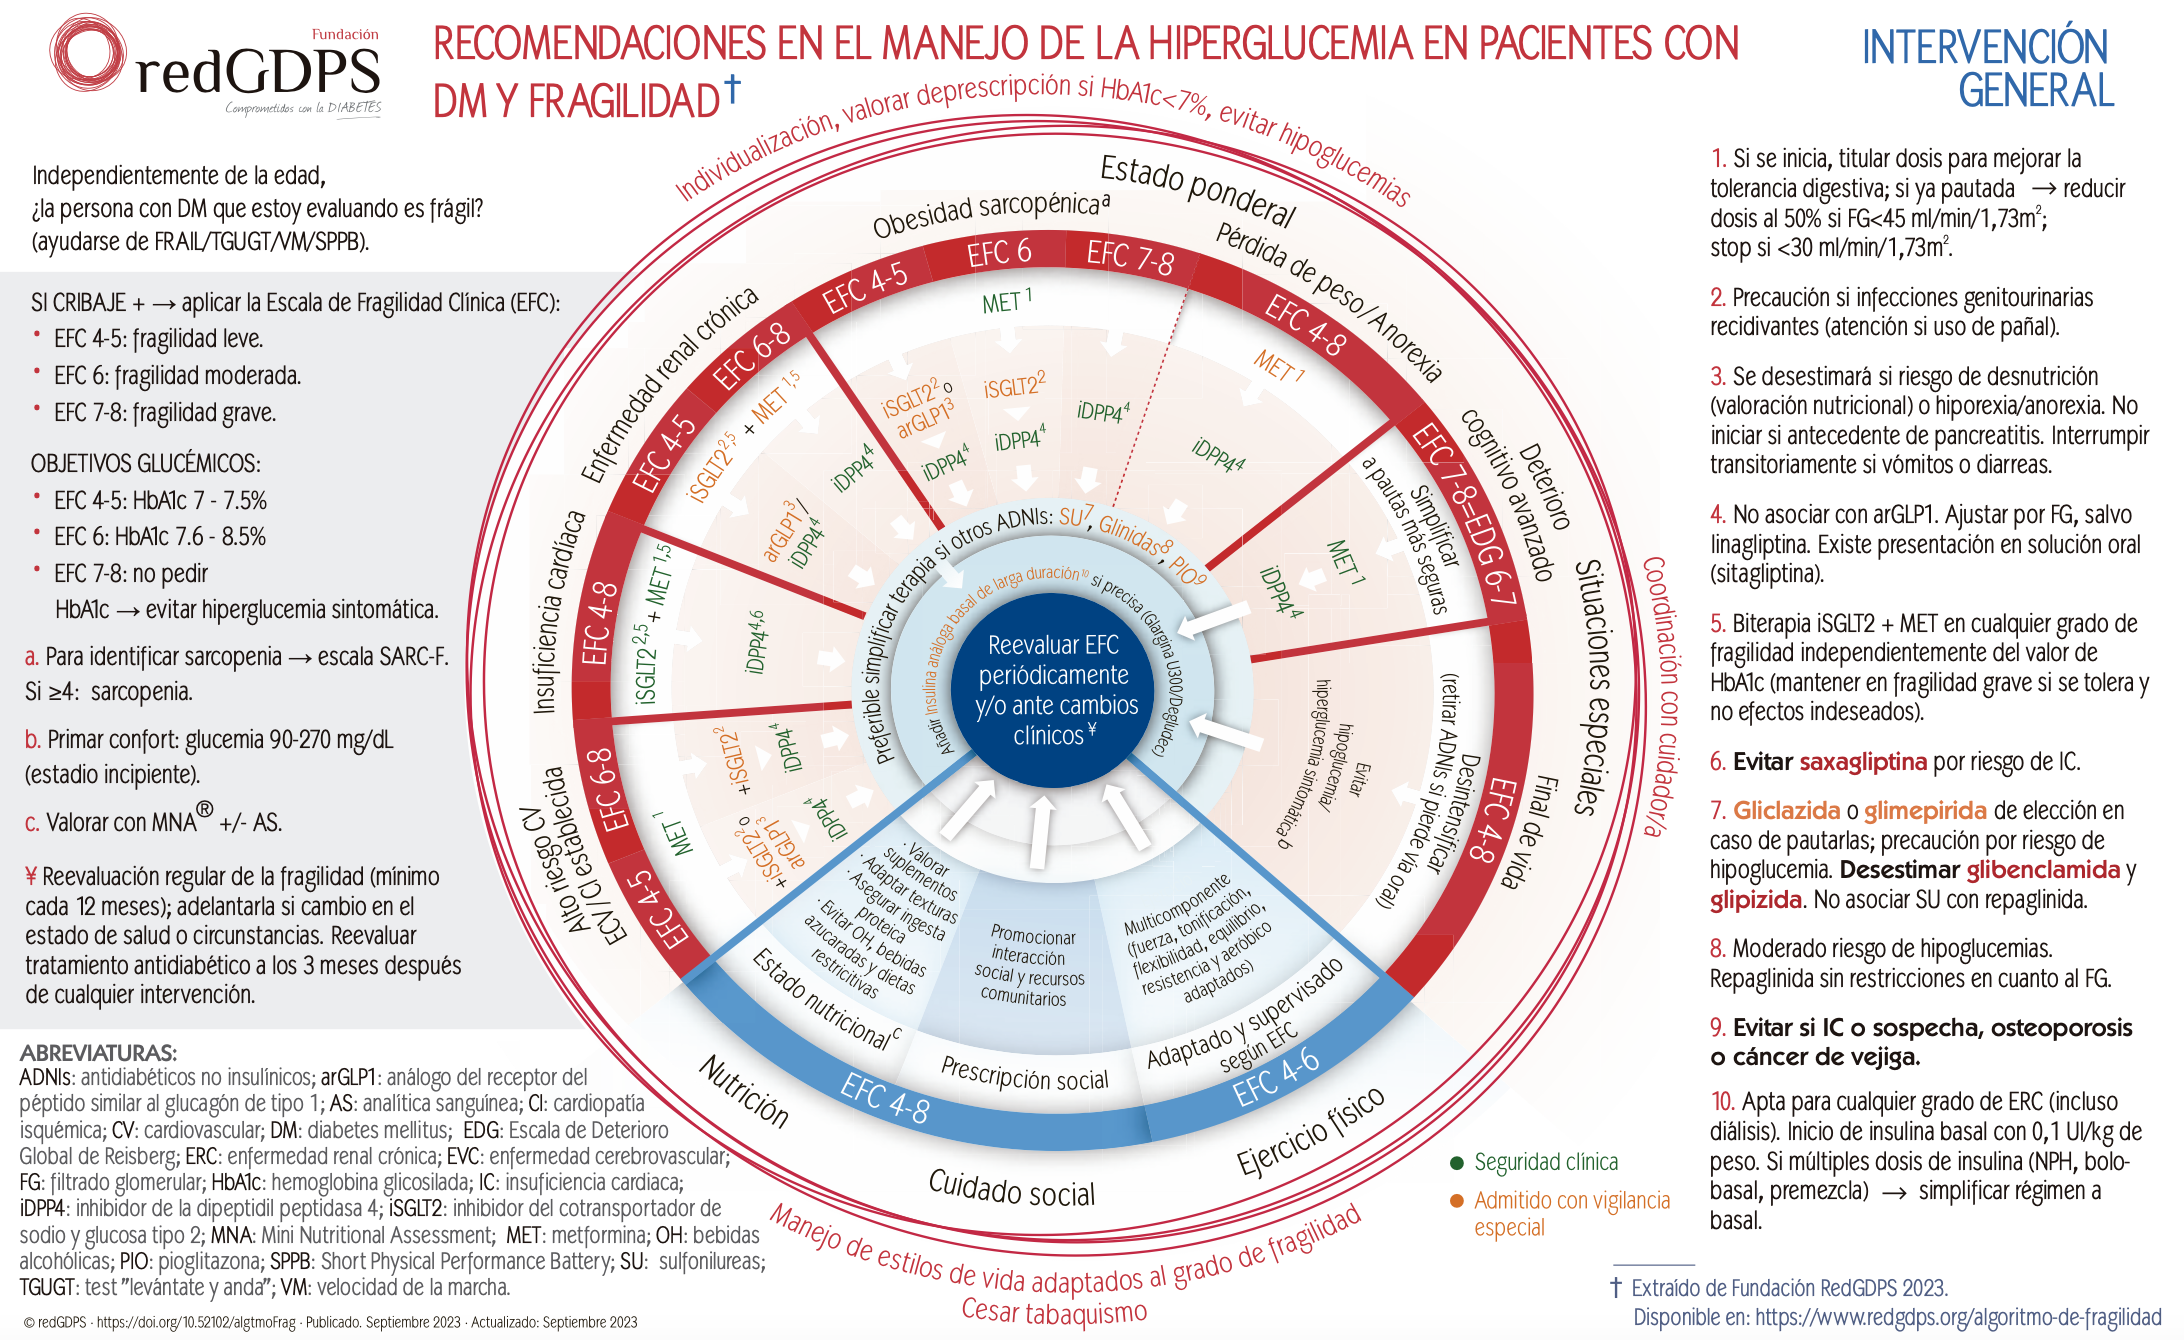 Fundación
redGDPS
Comprometidos con la DIABETES
RECOMENDACIONES EN EL MANEJO DE LA HIPERGLUCEMIA EN PACIENTES CON
DM Y FRAGILIDAD†
INTERVENCIÓN
GENERAL
Independientemente de la edad,
¿la persona con DM que estoy evaluando es frágil?
(ayudarse de FRAIL/TGUGT/VM/SPPB).
SI CRIBAJE + → aplicar la Escala de Fragilidad Clínica (EFC):
• EFC 4-5: fragilidad leve.
• EFC 6: fragilidad moderada.
• EFC 7-8: fragilidad grave.
OBJETIVOS GLUCÉMICOS:
• EFC 4-5: HbA1c 7 - 7.5%
• EFC 6: HbA1c 7.6 - 8.5%
• EFC 7-8: no pedir
HbA1c → evitar hiperglucemia sintomática.
a. Para identificar sarcopenia → escala SARC-F.
Si ≥4: sarcopenia.
b. Primar confort: glucemia 90-270 mg/dL
(estadio incipiente).
c. Valorar con MNA® +/- AS.
¥ Reevaluación regular de la fragilidad (mínimo
cada 12 meses); adelantarla si cambio en el
estado de salud o circunstancias. Reevaluar
tratamiento antidiabético a los 3 meses después
de cualquier intervención.
ABREVIATURAS:
ADNIs: antidiabéticos no insulínicos; arGLP1: análogo del receptor del
péptido similar al glucagón de tipo 1; AS: analítica sanguínea; CI: cardiopatía
isquémica; CV: cardiovascular; DM: diabetes mellitus; EDG: Escala de Deterioro
Global de Reisberg; ERC: enfermedad renal crónica; EVC: enfermedad cerebrovascular;
FG: filtrado glomerular; HbA1c: hemoglobina glicosilada; IC: insuficiencia cardiaca;
iDPP4: inhibidor de la dipeptidil peptidasa 4; iSGLT2: inhibidor del cotransportador de
sodio y glucosa tipo 2; MNA: Mini Nutritional Assessment; MET: metformina; OH: bebidas
alcohólicas; PIO: pioglitazona; SPPB: Short Physical Performance Battery; SU: sulfonilureas;
TGUGT: test "levántate y anda"; VM: velocidad de la marcha.
© redGDPS · https://doi.org/10.52102/algtmoFrag · Publicado. Septiembre 2023 · Actualizado: Septiembre 2023
Individualización, valorar deprescripción si HbA1c<7%, evitar hipoglucemias
Estado ponderal
Obesidad sarcopénicaª
Pérdida de peso/Anorexia
EFC 4-5
EFC 6
EFC 7-8
EFC 4-8
MET 1
iSGLT2² o
arGLP1³
iDPP4⁴
iSGLT2²
iDPP4⁴
iDPP4⁴
MET 1
iDPP4⁴
Enfermedad renal crónica
EFC 4-5
EFC 6-8
iSGLT2 2,5 + MET 1,5
arGLP1³/
iDPP4⁴
iDPP4⁴
Insuficiencia cardíaca
EFC 4-8
iSGLT2 2,5 + MET 1,5
iDPP4 4,6
Alto riesgo CV
ECV/CI establecida
EFC 6-8
EFC 4-5
MET 1
+iSGLT2²
iDPP4⁴
+iSGLT2² o
arGLP1³
iDPP4⁴
Situaciones especiales
Deterioro
cognitivo avanzado
EFC 7-8=EDG 6-7
Simplificar
a pautas más seguras
MET 1
iDPP4⁴
Final de vida
EFC 4-8
Desintensificar
(retirar ADNIs si pierde vía oral)
Evitar
hipoglucemia/
hiperglucemia sintomática b
Coordinación con cuidador/a
Preferible simplificar terapia si otros ADNIs: SU⁷, Glinidas⁸, PIO⁹
Añadir Insulina análoga basal de larga duración¹⁰ si precisa (Glargina U300/Degludec)
Reevaluar EFC
periódicamente
y/o ante cambios
clínicos ¥
· Valorar
suplementos
· Adaptar texturas
· Asegurar ingesta
proteica
· Evitar OH, bebidas
azucaradas y dietas
restricitivas
Estado nutricional c
Promocionar
interacción
social y recursos
comunitarios
Prescripción social
Multicomponente
(fuerza, tonificación,
flexibilidad, equilibrio,
resistencia y aeróbico
adaptados)
Adaptado y supervisado
según EFC
EFC 4-8
EFC 4-6
Nutrición
Cuidado social
Ejercicio físico
Manejo de estilos de vida adaptados al grado de fragilidad
Cesar tabaquismo
● Seguridad clínica
● Admitido con vigilancia
especial
1. Si se inicia, titular dosis para mejorar la
tolerancia digestiva; si ya pautada → reducir
dosis al 50% si FG<45 ml/min/1,73m²;
stop si <30 ml/min/1,73m².
2. Precaución si infecciones genitourinarias
recidivantes (atención si uso de pañal).
3. Se desestimará si riesgo de desnutrición
(valoración nutricional) o hiporexia/anorexia. No
iniciar si antecedente de pancreatitis. Interrumpir
transitoriamente si vómitos o diarreas.
4. No asociar con arGLP1. Ajustar por FG, salvo
linagliptina. Existe presentación en solución oral
(sitagliptina).
5. Biterapia iSGLT2 + MET en cualquier grado de
fragilidad independientemente del valor de
HbA1c (mantener en fragilidad grave si se tolera y
no efectos indeseados).
6. Evitar saxagliptina por riesgo de IC.
7. Gliclazida o glimepirida de elección en
caso de pautarlas; precaución por riesgo de
hipoglucemia. Desestimar glibenclamida y
glipizida. No asociar SU con repaglinida.
8. Moderado riesgo de hipoglucemias.
Repaglinida sin restricciones en cuanto al FG.
9. Evitar si IC o sospecha, osteoporosis
o cáncer de vejiga.
10. Apta para cualquier grado de ERC (incluso
diálisis). Inicio de insulina basal con 0,1 UI/kg de
peso. Si múltiples dosis de insulina (NPH, bolo-
basal, premezcla) → simplificar régimen a
basal.
† Extraído de Fundación RedGDPS 2023.
Disponible en: https://www.redgdps.org/algoritmo-de-fragilidad